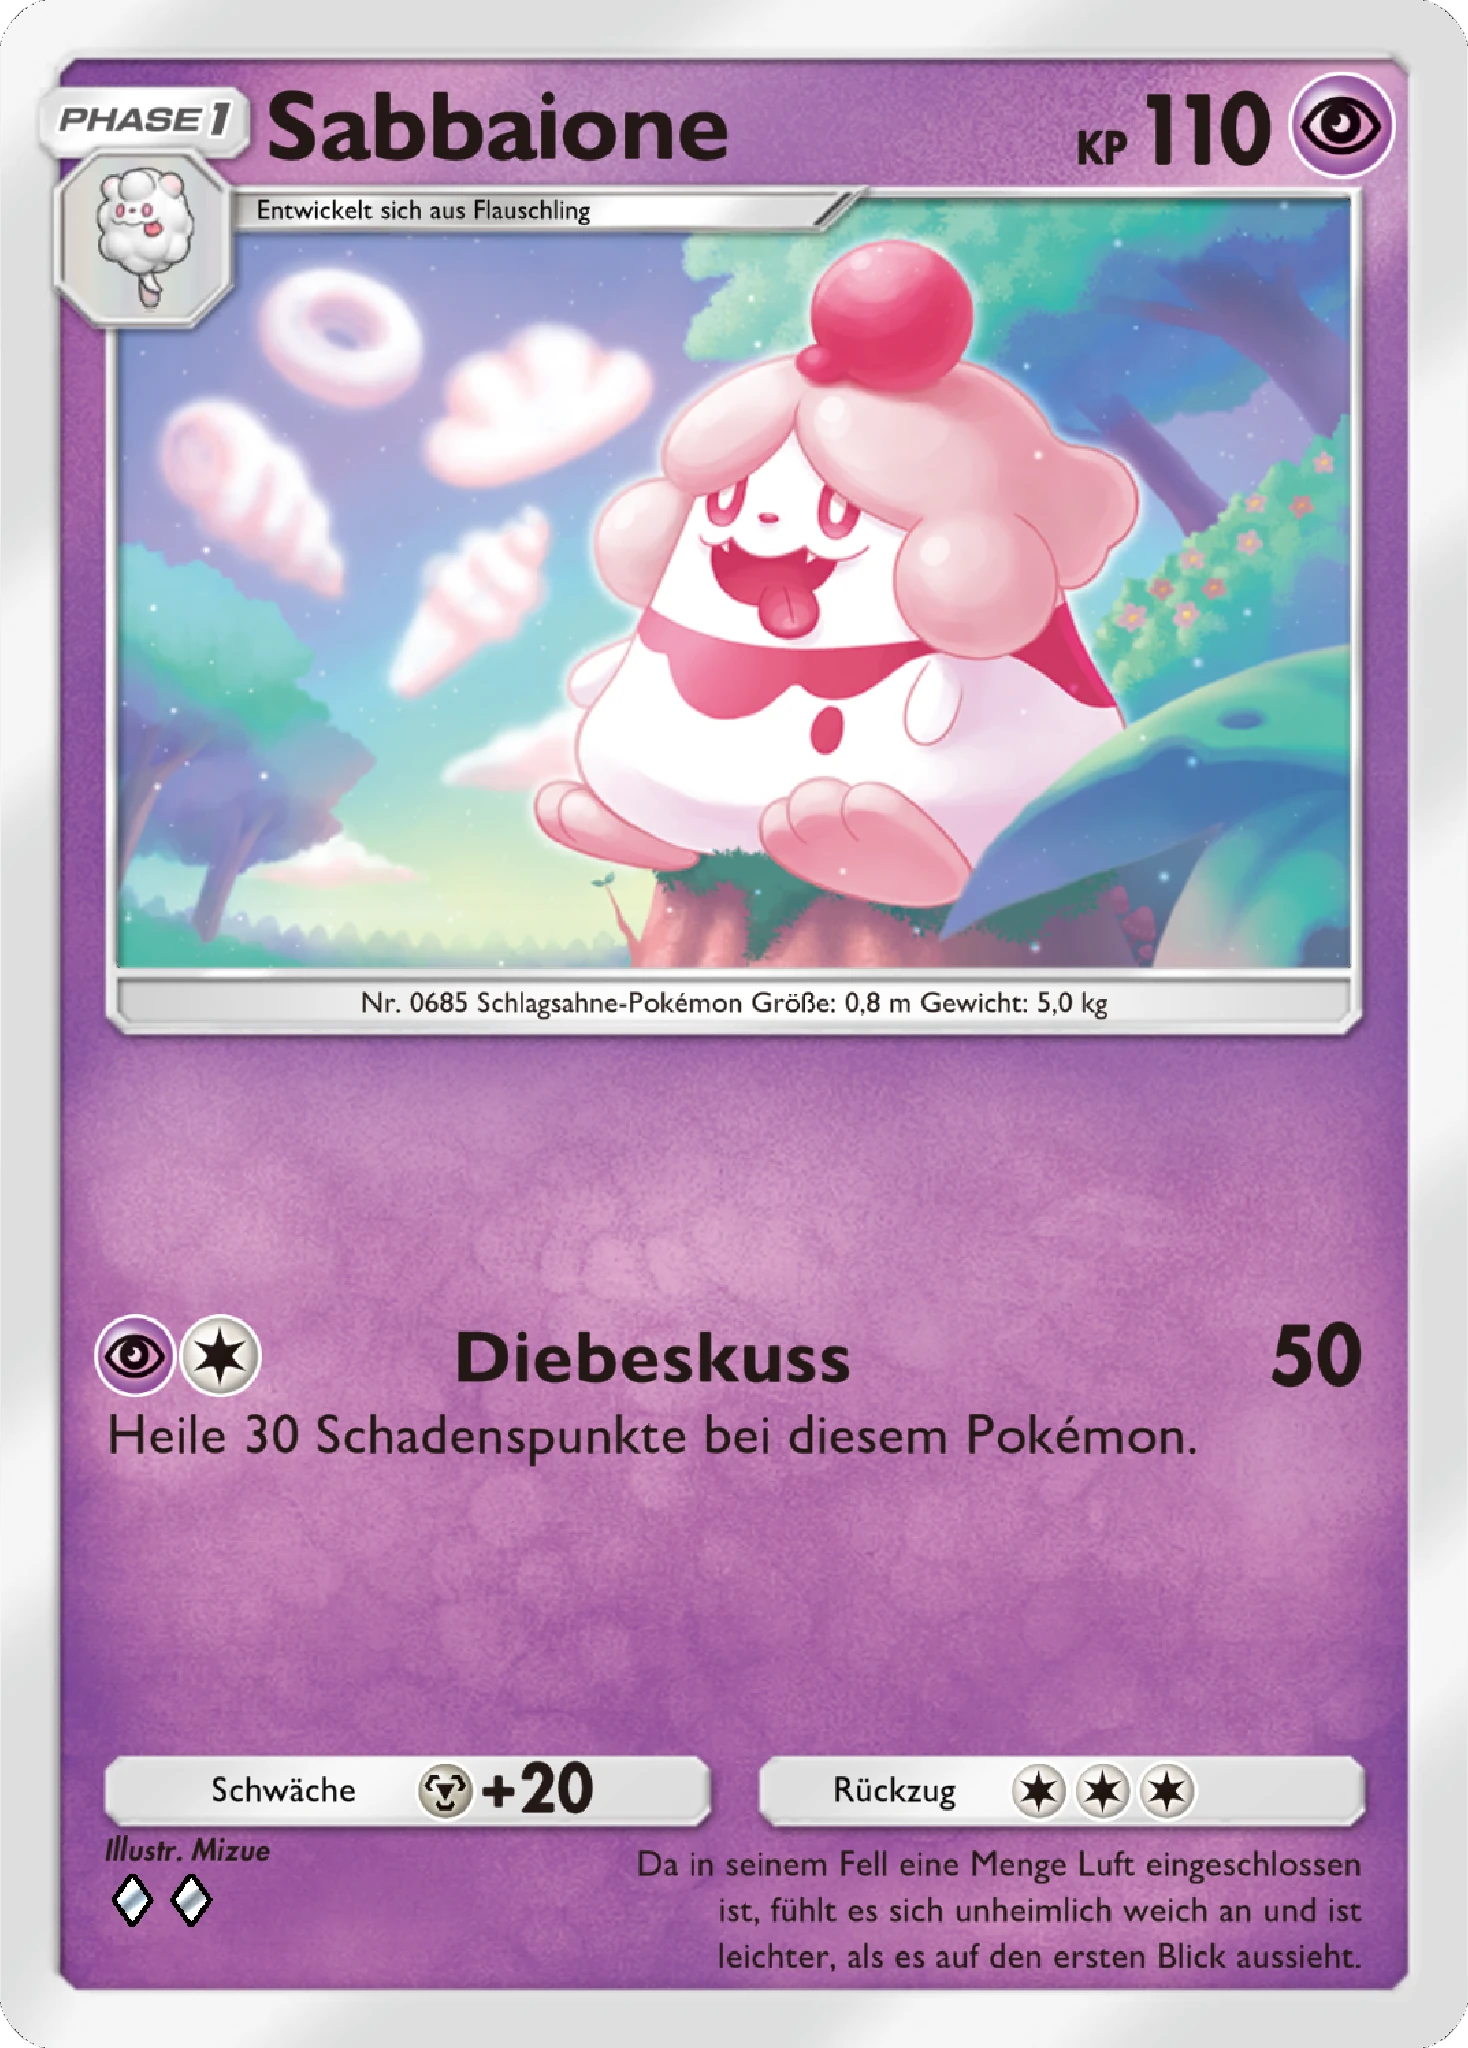 PHASE 1
Sabbaione
KP 110
Entwickelt sich aus Flauschling
Nr. 0685 Schlagsahne-Pokémon Größe: 0,8 m Gewicht: 5,0 kg
Diebeskuss 50
Heile 30 Schadenspunkte bei diesem Pokémon.
Schwäche +20
Rückzug
Illustr. Mizue
Da in seinem Fell eine Menge Luft eingeschlossen
ist, fühlt es sich unheimlich weich an und ist
leichter, als es auf den ersten Blick aussieht.